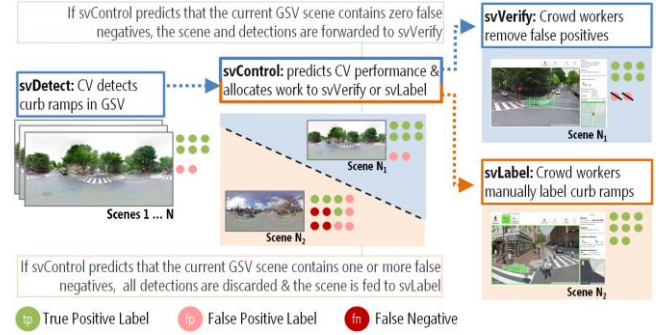 If svControl predicts that the current GSV scene contains zero false
negatives, the scene and detections are forwarded to svVerify
svVerify: Crowd workers
remove false positives
svDetect: CV detects
curb ramps in GSV
svControl: predicts CV performance &
allocates work to svVerify or svLabel
Scene N1
Scene N1
Scenes 1 ... N
svLabel: Crowd workers
manually label curb ramps
Scene N2
If svControl predicts that the current GSV scene contains one or more false
negatives, all detections are discarded & the scene is fed to svLabel
Scene N2
tp True Positive Label
fp False Positive Label
fn False Negative